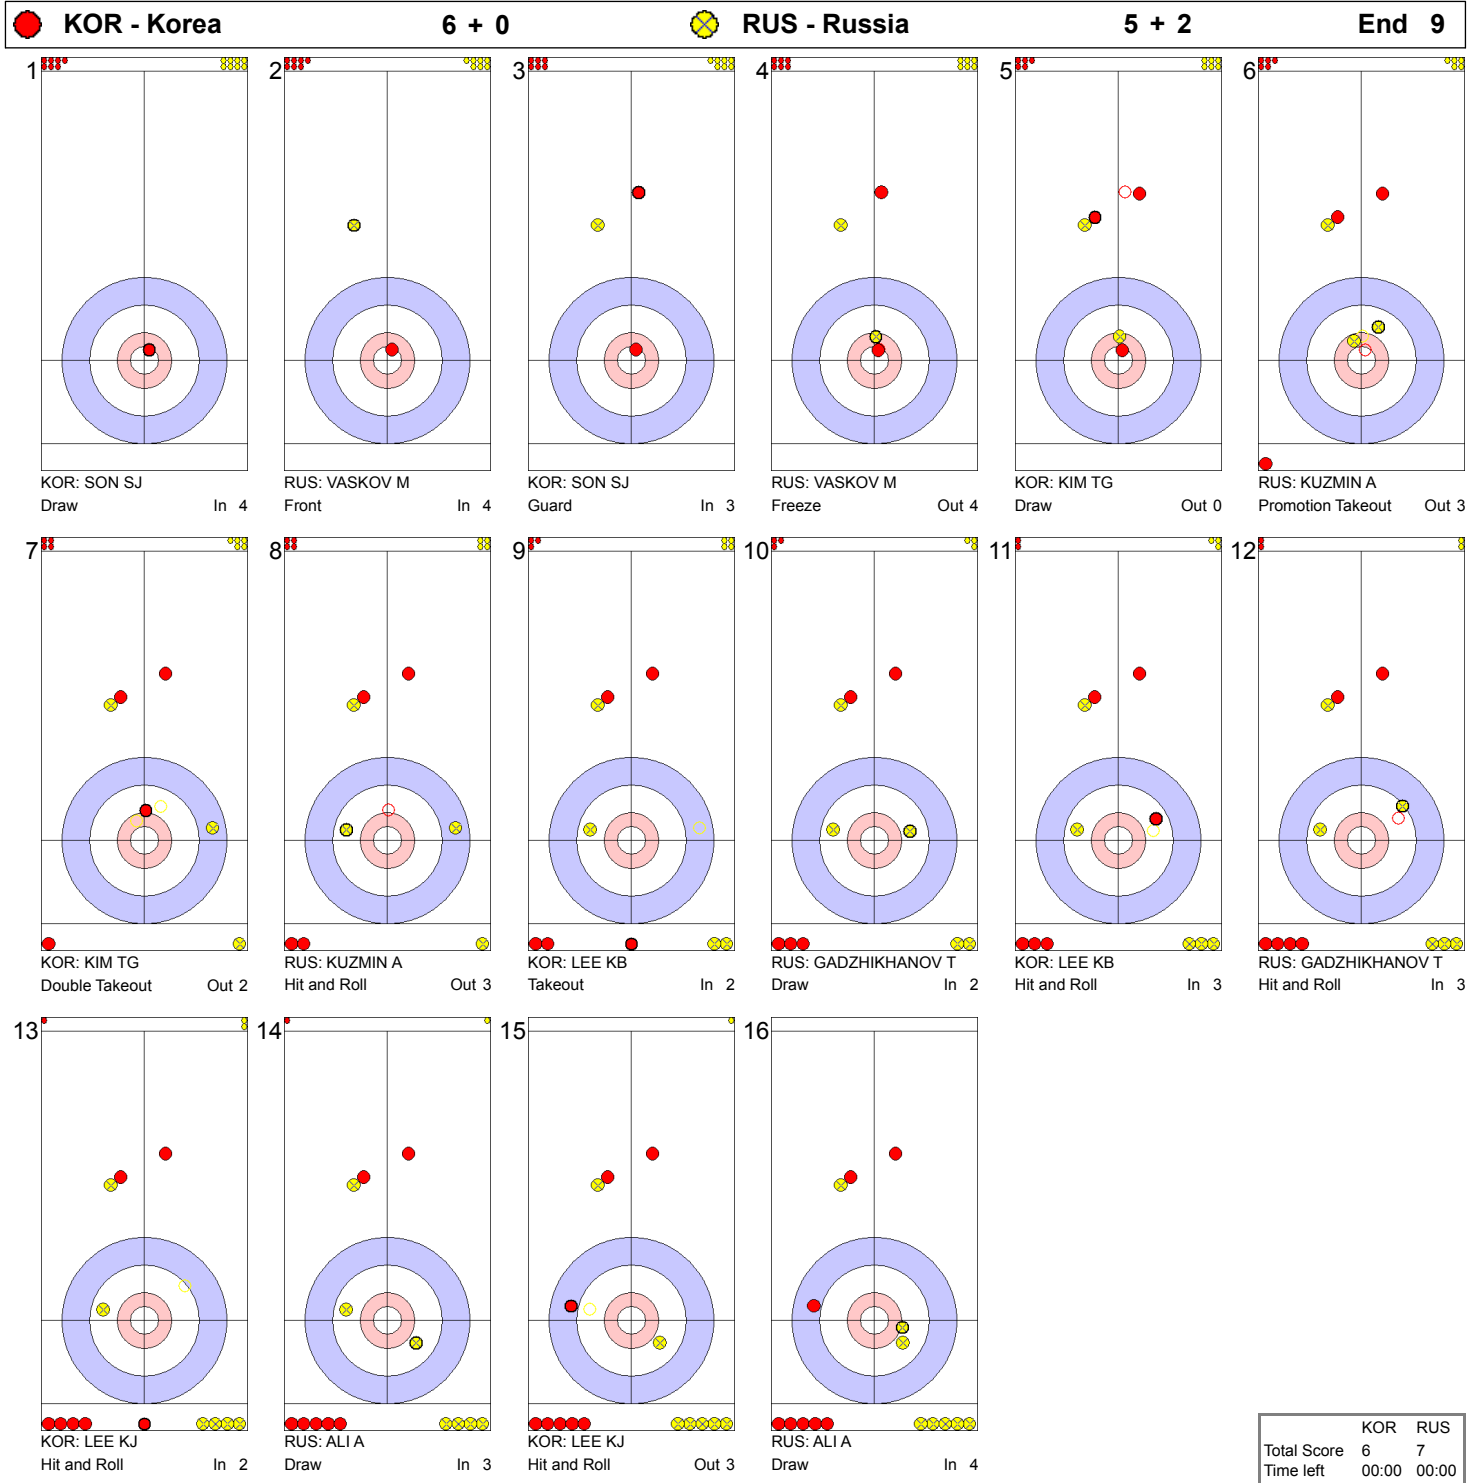 KOR - Korea 6 + 0 RUS - Russia 5 + 2 End 9
1 2 3 4 5 6
KOR: SON SJ RUS: VASKOV M KOR: SON SJ RUS: VASKOV M KOR: KIM TG RUS: KUZMIN A
Draw In 4 Front In 4 Guard In 3 Freeze Out 4 Draw Out 0 Promotion Takeout Out 3
7 8 9 10 11 12
KOR: KIM TG RUS: KUZMIN A KOR: LEE KB RUS: GADZHIKHANOV T KOR: LEE KB RUS: GADZHIKHANOV T
Double Takeout Out 2 Hit and Roll Out 3 Takeout In 2 Draw In 2 Hit and Roll In 3 Hit and Roll In 3
13 14 15 16
KOR: LEE KJ RUS: ALI A KOR: LEE KJ RUS: ALI A
Hit and Roll In 2 Draw In 3 Hit and Roll Out 3 Draw In 4
KOR RUS
Total Score 6 7
Time left 00:00 00:00